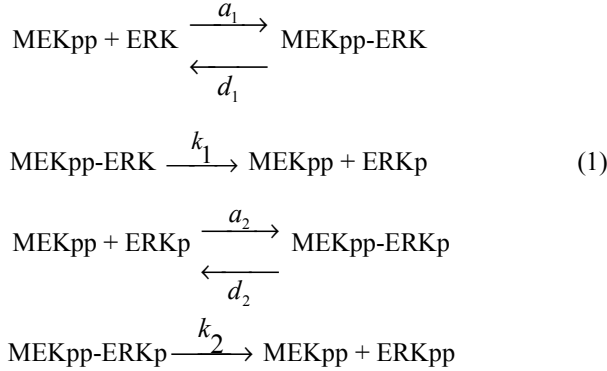 a₁
MEKpp + ERK ⇄ MEKpp-ERK
d₁
k₁
MEKpp-ERK → MEKpp + ERKp (1)
a₂
MEKpp + ERKp ⇄ MEKpp-ERKp
d₂
k₂
MEKpp-ERKp → MEKpp + ERKpp